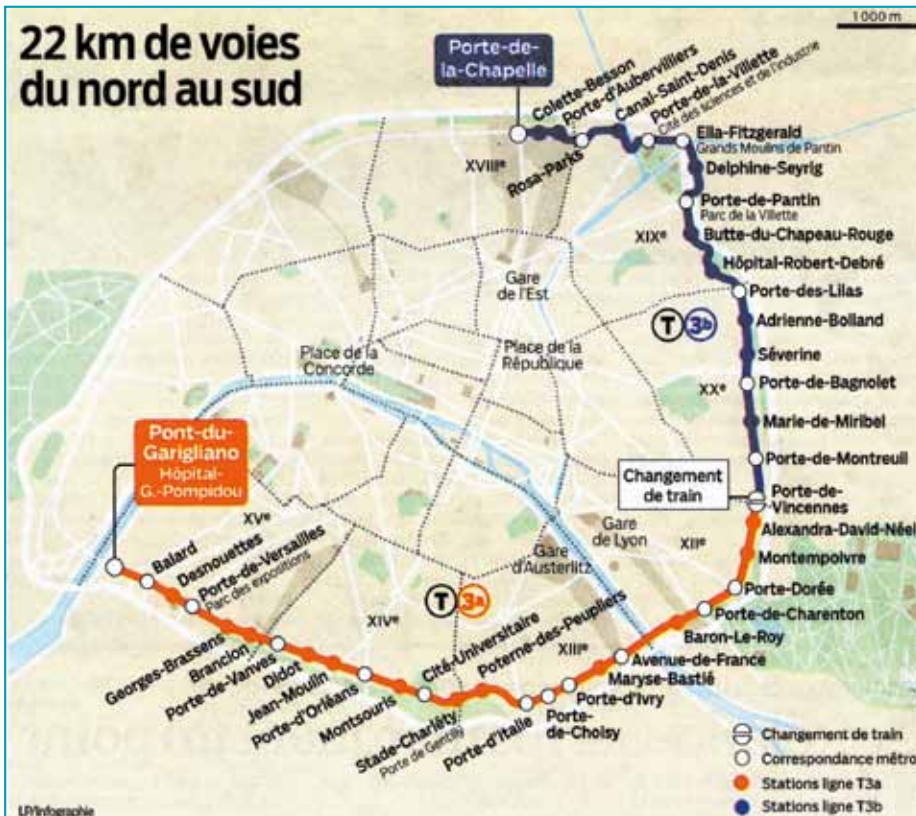 22 km de voies
du nord au sud
1 000 m
Porte-de-
la-Chapelle
Colette-Besson
Porte-d'Aubervilliers
Rosa-Parks
Canal-Saint-Denis
Porte-de-la-Villette
Cité des sciences et de l'industrie
Ella-Fitzgerald
Grands Moulins de Pantin
Delphine-Seyrig
Porte-de-Pantin
Parc de la Villette
Butte-du-Chapeau-Rouge
Hôpital-Robert-Debré
Porte-des-Lilas
Adrienne-Bolland
Séverine
Porte-de-Bagnolet
Marie-de-Miribel
Porte-de-Montreuil
Porte-de-
Vincennes
Changement
de train
XVIIIe
XIXe
XXe
Gare
de l'Est
Place de la
République
Place de la
Concorde
T 3b
Pont-du-
Garigliano
Hôpital-
G.-Pompidou
Balard
Desnouettes
Porte-de-Versailles
Parc des expositions
Georges-Brassens
Brancion
Porte-de-Vanves
Didot
Jean-Moulin
Porte-d'Orléans
Montsouris
Cité-Universitaire
Stade-Charléty
Porte de Gentilly
Poterne-des-Peupliers
Porte-d'Italie
Porte-
de-Choisy
Porte-d'Ivry
Maryse-Bastié
Avenue-de-France
Baron-Le-Roy
Porte-de-Charenton
Porte-Dorée
Montempoivre
Alexandra-David-Néel
XVe
XIVe
XIIIe
XIIe
T 3a
Gare
d'Austerlitz
Gare
de Lyon
Changement de train
Correspondance métro
Stations ligne T3a
Stations ligne T3b
LP/Infographie